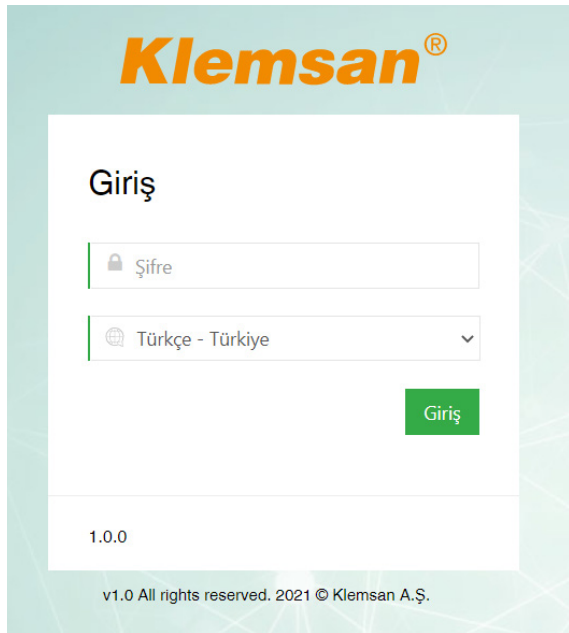 Klemsan®
Giriş
Şifre
Türkçe - Türkiye
Giriş
1.0.0
v1.0 All rights reserved. 2021 © Klemsan A.Ş.